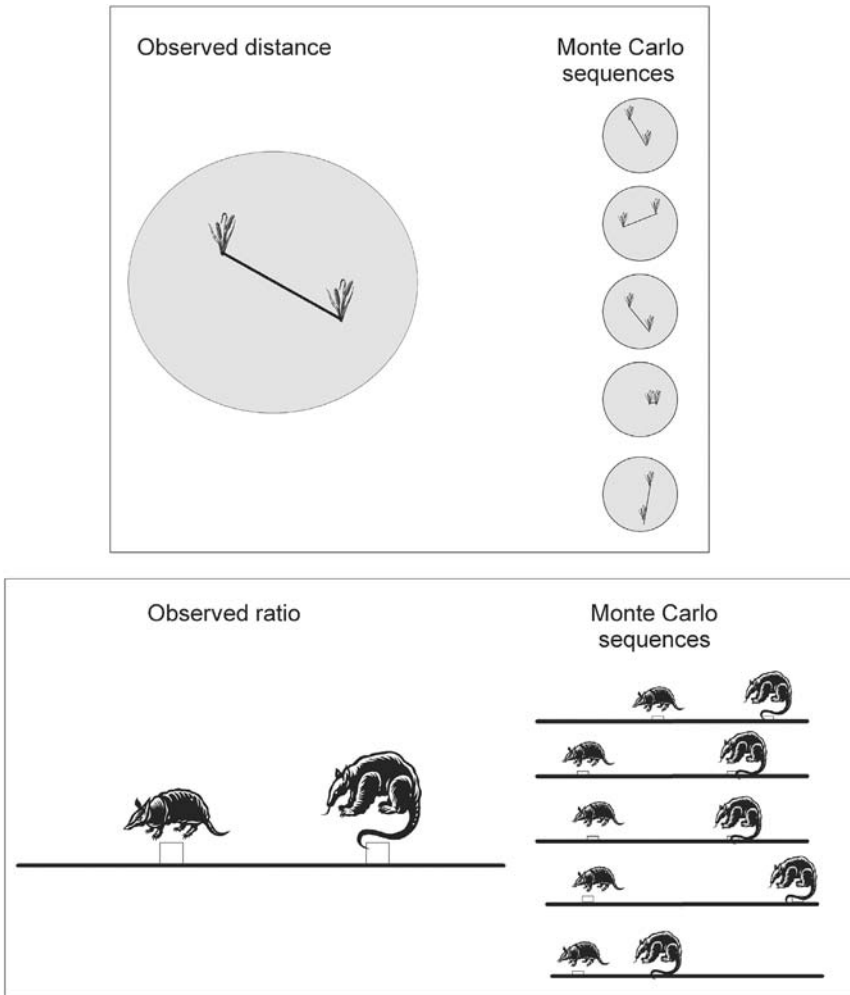 Observed distance
Monte Carlo
sequences
Observed ratio
Monte Carlo
sequences